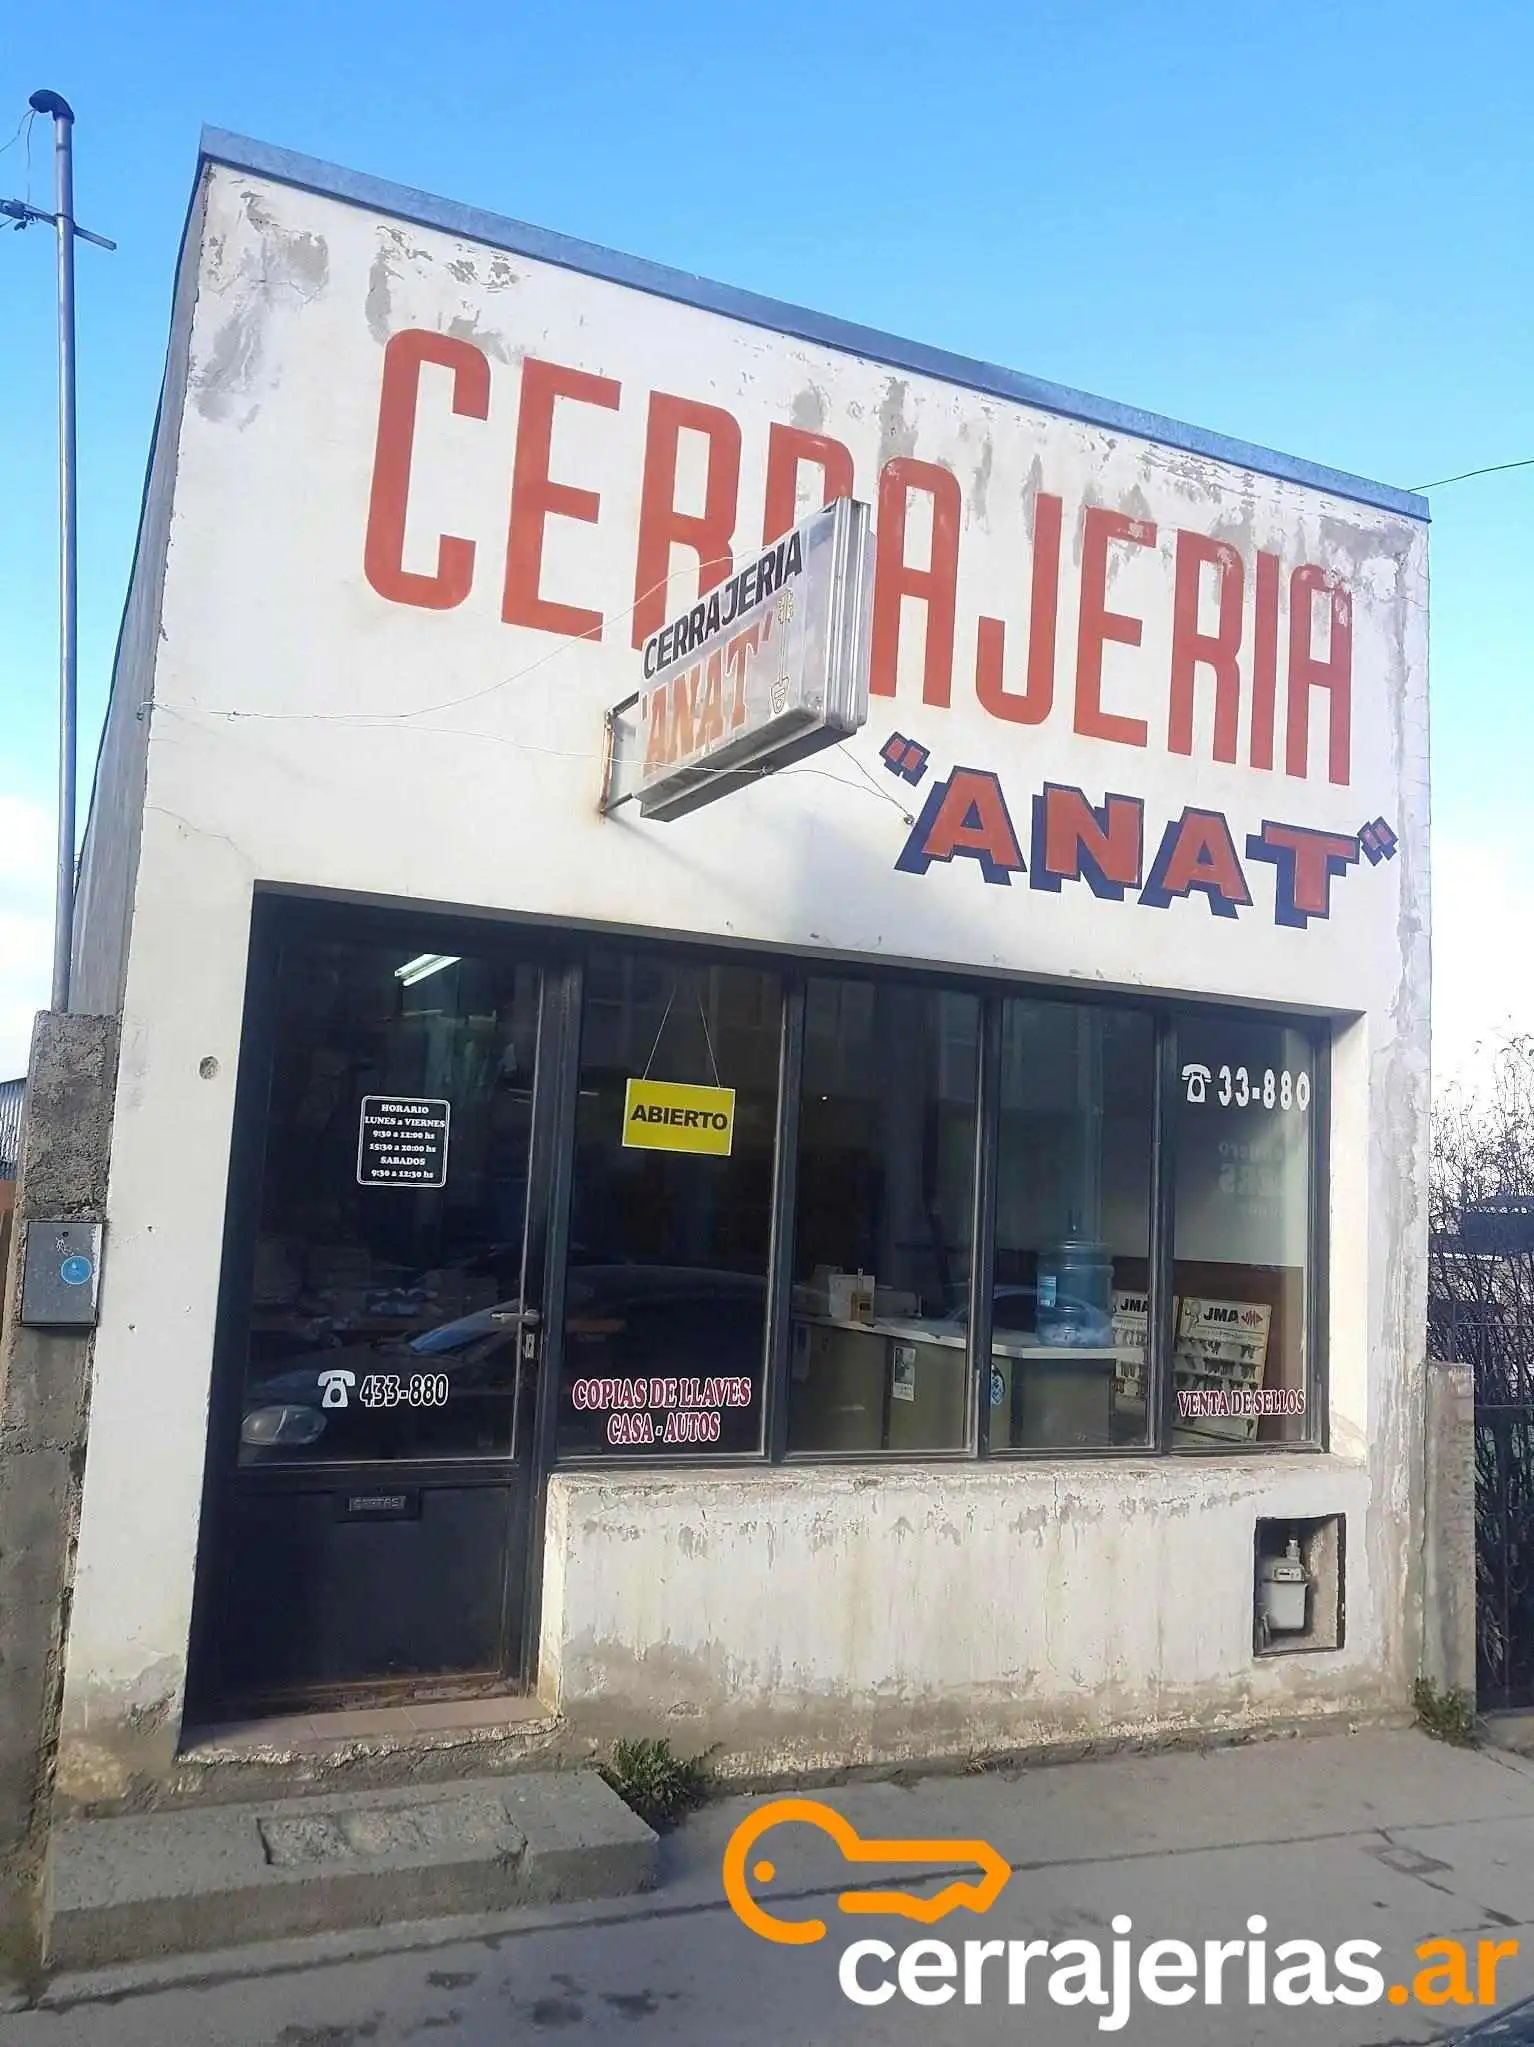 CERRAJERIA
CERRAJERIA
"ANAT"
"ANAT"
HORARIO
LUNES a VIERNES
9:30 a 12:00 hs
15:30 a 20:00 hs
SABADOS
9:30 a 12:30 hs
ABIERTO
33-880
433-880
COPIAS DE LLAVES
CASA - AUTOS
JMA
JMA
VENTA DE SELLOS
CARTAS
cerrajerias.ar